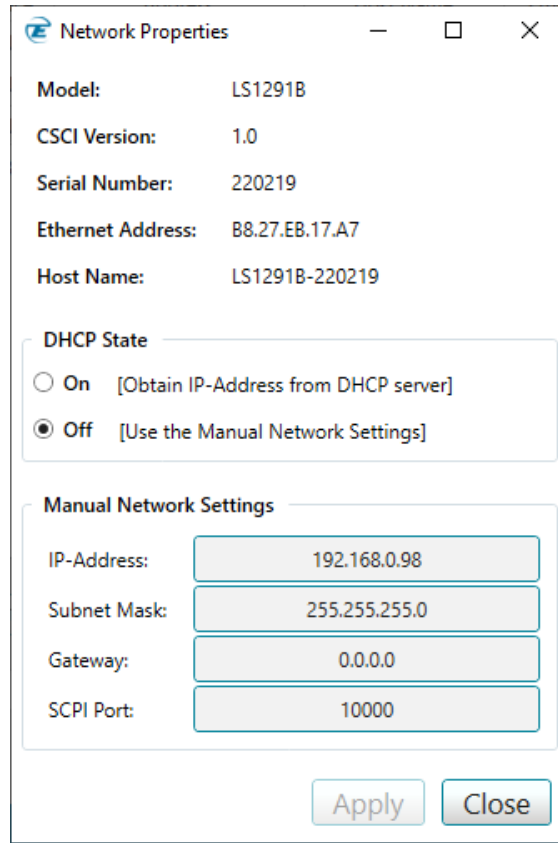 Network Properties
Model: LS1291B
CSCI Version: 1.0
Serial Number: 220219
Ethernet Address: B8.27.EB.17.A7
Host Name: LS1291B-220219
DHCP State
On [Obtain IP-Address from DHCP server]
Off [Use the Manual Network Settings]
Manual Network Settings
IP-Address: 192.168.0.98
Subnet Mask: 255.255.255.0
Gateway: 0.0.0.0
SCPI Port: 10000
Apply Close